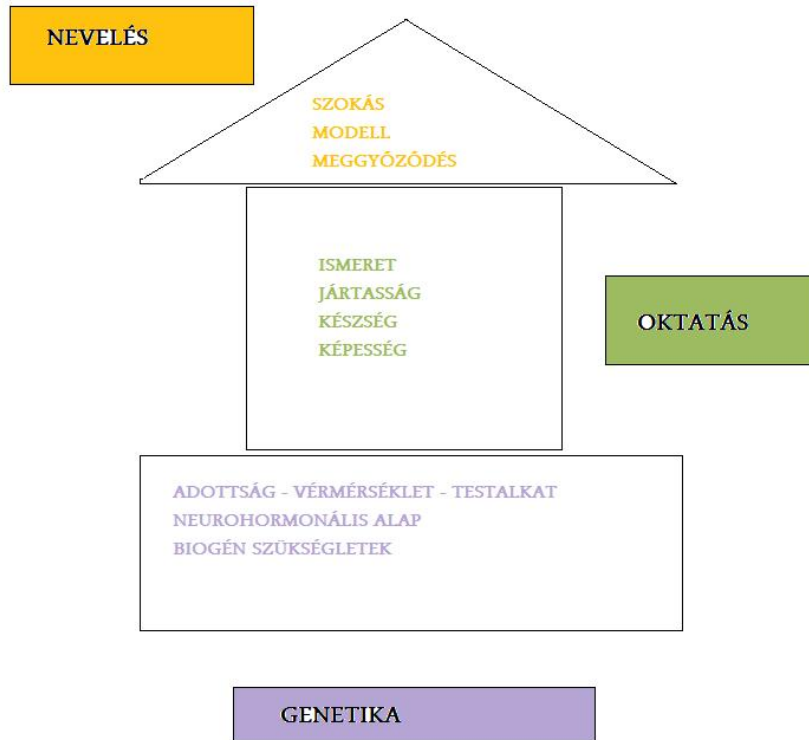 NEVELÉS
SZOKÁS
MODELL
MEGGYŐZŐDÉS
ISMERET
JÁRTASSÁG
KÉSZSÉG
KÉPESSÉG
OKTATÁS
ADOTTSÁG - VÉRMÉRSÉKLET - TESTALKAT
NEUROHORMONÁLIS ALAP
BIOGÉN SZÜKSÉGLETEK
GENETIKA